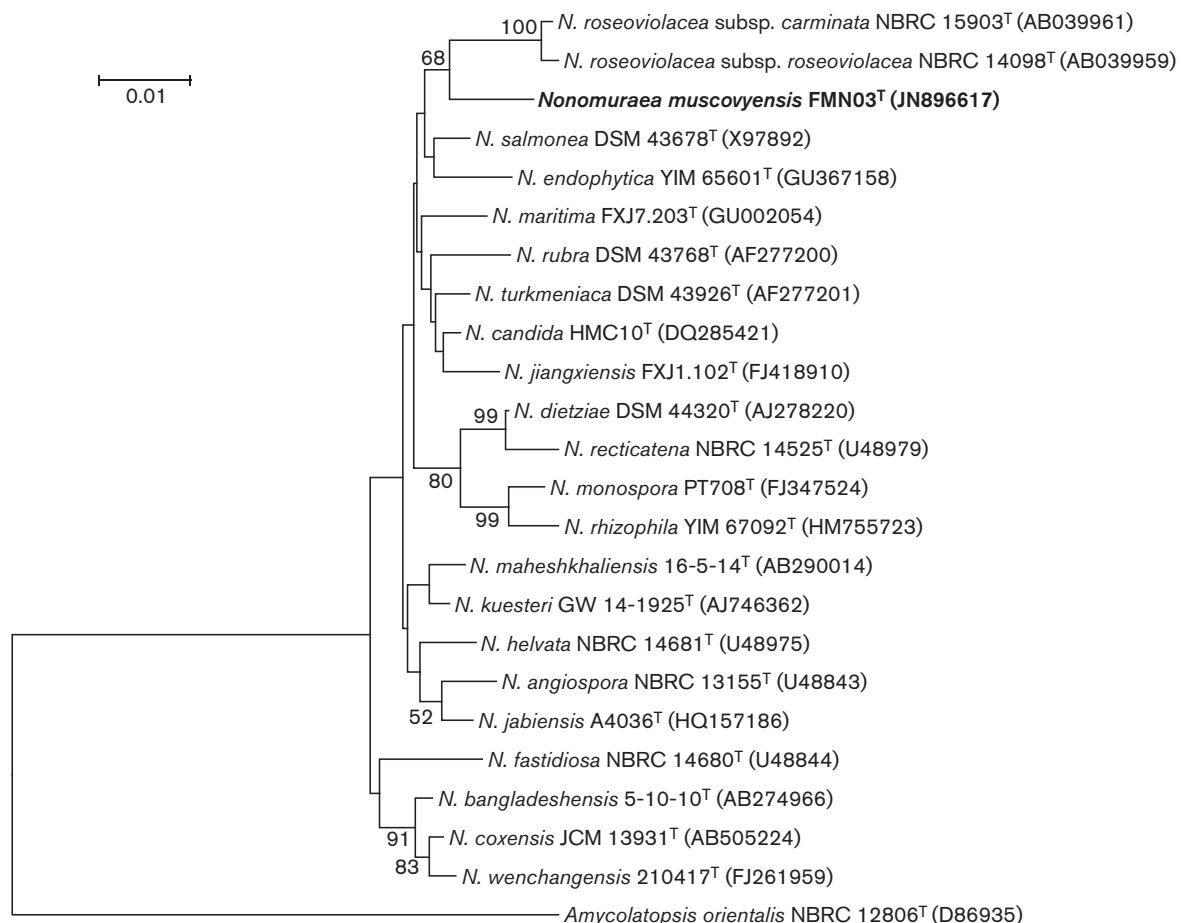 100
N. roseoviolacea subsp. carminata NBRC 15903ᵀ (AB039961)
68
N. roseoviolacea subsp. roseoviolacea NBRC 14098ᵀ (AB039959)
0.01
Nonomuraea muscovyensis FMN03ᵀ (JN896617)
N. salmonea DSM 43678ᵀ (X97892)
N. endophytica YIM 65601ᵀ (GU367158)
N. maritima FXJ7.203ᵀ (GU002054)
N. rubra DSM 43768ᵀ (AF277200)
N. turkmeniaca DSM 43926ᵀ (AF277201)
N. candida HMC10ᵀ (DQ285421)
N. jiangxiensis FXJ1.102ᵀ (FJ418910)
99
N. dietziae DSM 44320ᵀ (AJ278220)
N. recticatena NBRC 14525ᵀ (U48979)
80
N. monospora PT708ᵀ (FJ347524)
99
N. rhizophila YIM 67092ᵀ (HM755723)
N. maheshkhaliensis 16-5-14ᵀ (AB290014)
N. kuesteri GW 14-1925ᵀ (AJ746362)
N. helvata NBRC 14681ᵀ (U48975)
N. angiospora NBRC 13155ᵀ (U48843)
52
N. jabiensis A4036ᵀ (HQ157186)
N. fastidiosa NBRC 14680ᵀ (U48844)
N. bangladeshensis 5-10-10ᵀ (AB274966)
91
N. coxensis JCM 13931ᵀ (AB505224)
83
N. wenchangensis 210417ᵀ (FJ261959)
Amycolatopsis orientalis NBRC 12806ᵀ (D86935)